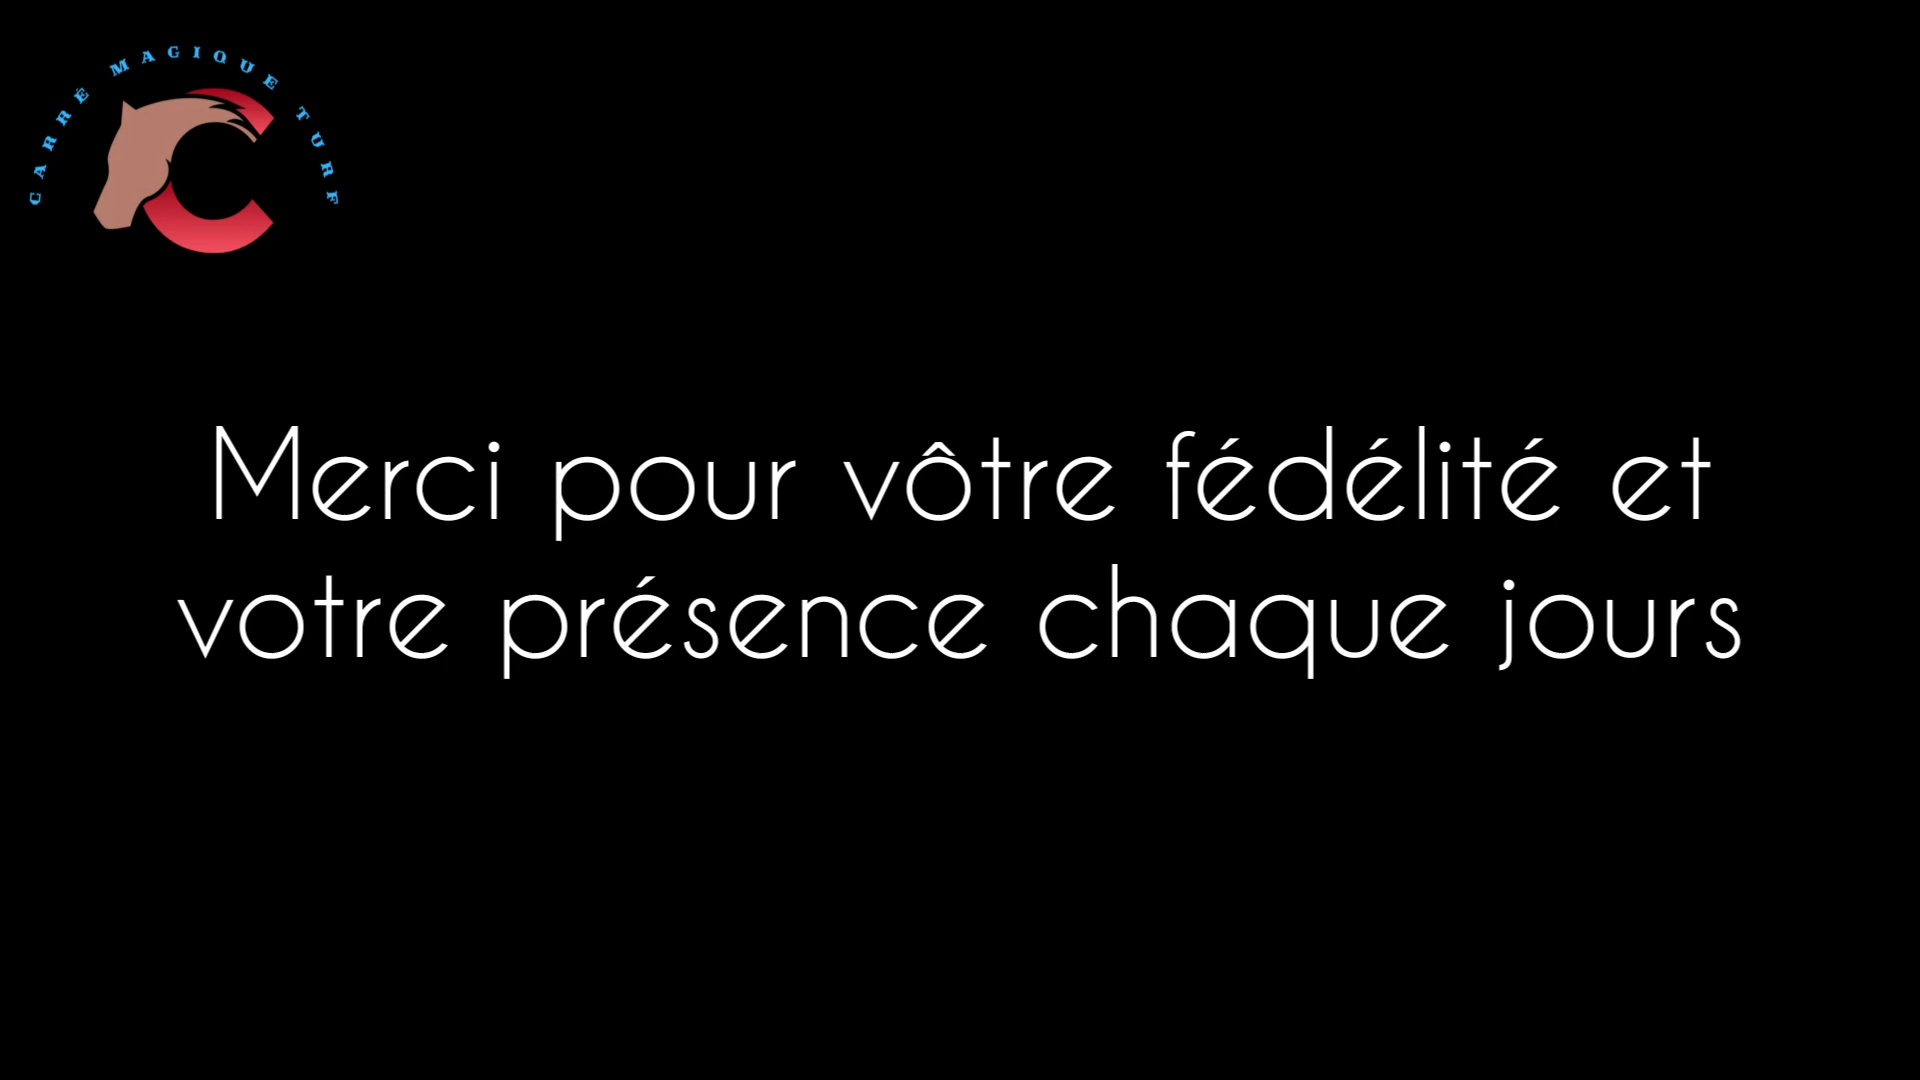 CARRÉ MAGIQUE TURF
Merci pour vôtre fédélité et
votre présence chaque jours